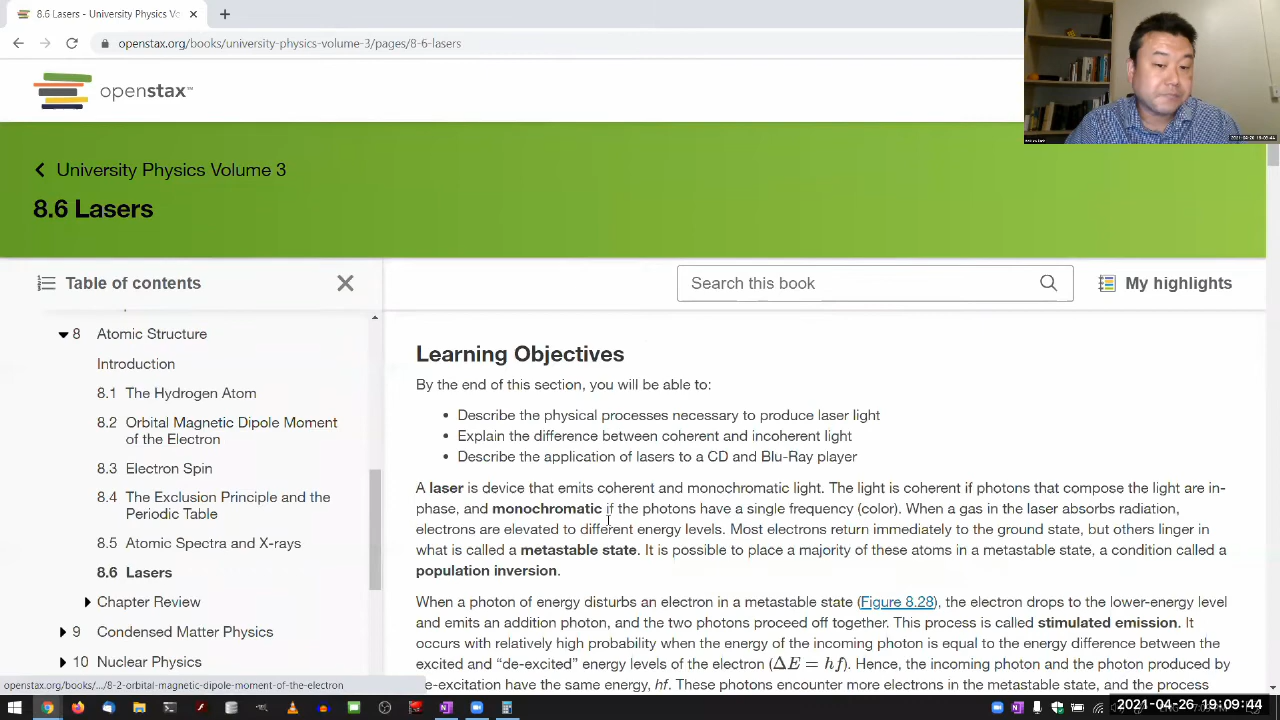 8.6 Lasers - University Physics Vo
openstax.org/books/university-physics-volume-3/pages/8-6-lasers
openstax™
University Physics Volume 3
8.6 Lasers
Table of contents
Search this book
My highlights
8 Atomic Structure
Introduction
8.1 The Hydrogen Atom
8.2 Orbital Magnetic Dipole Moment
of the Electron
8.3 Electron Spin
8.4 The Exclusion Principle and the
Periodic Table
8.5 Atomic Spectra and X-rays
8.6 Lasers
Chapter Review
9 Condensed Matter Physics
10 Nuclear Physics
Learning Objectives
By the end of this section, you will be able to:
• Describe the physical processes necessary to produce laser light
• Explain the difference between coherent and incoherent light
• Describe the application of lasers to a CD and Blu-Ray player
A laser is device that emits coherent and monochromatic light. The light is coherent if photons that compose the light are in-
phase, and monochromatic if the photons have a single frequency (color). When a gas in the laser absorbs radiation,
electrons are elevated to different energy levels. Most electrons return immediately to the ground state, but others linger in
what is called a metastable state. It is possible to place a majority of these atoms in a metastable state, a condition called a
population inversion.
When a photon of energy disturbs an electron in a metastable state (Figure 8.28), the electron drops to the lower-energy level
and emits an addition photon, and the two photons proceed off together. This process is called stimulated emission. It
occurs with relatively high probability when the energy of the incoming photon is equal to the energy difference between the
excited and “de-excited” energy levels of the electron (ΔE = hf). Hence, the incoming photon and the photon produced by
de-excitation have the same energy, hf. These photons encounter more electrons in the metastable state, and the process
openstax.org/books/.../8-2-orbital-magnetic-dipole-moment-of-the-electron
2021-04-26 19:09:44
2021-04-26 19:09:44